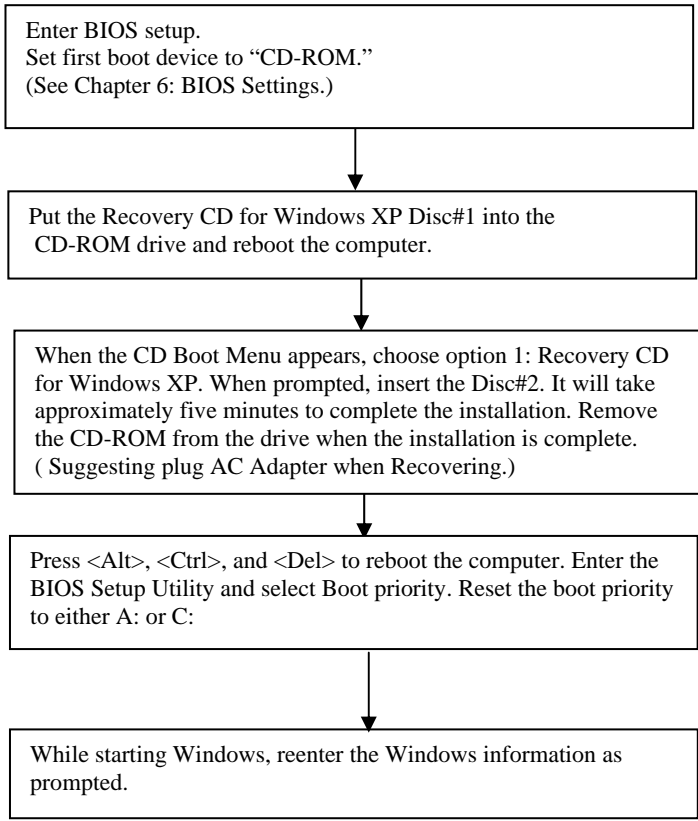 Enter BIOS setup.
Set first boot device to “CD-ROM.”
(See Chapter 6: BIOS Settings.)
Put the Recovery CD for Windows XP Disc#1 into the
CD-ROM drive and reboot the computer.
When the CD Boot Menu appears, choose option 1: Recovery CD
for Windows XP. When prompted, insert the Disc#2. It will take
approximately five minutes to complete the installation. Remove
the CD-ROM from the drive when the installation is complete.
( Suggesting plug AC Adapter when Recovering.)
Press <Alt>, <Ctrl>, and <Del> to reboot the computer. Enter the
BIOS Setup Utility and select Boot priority. Reset the boot priority
to either A: or C:
While starting Windows, reenter the Windows information as
prompted.